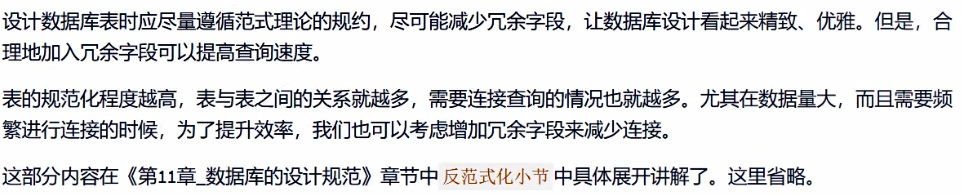 设计数据库表时应尽量遵循范式理论的规约，尽可能减少冗余字段，让数据库设计看起来精致、优雅。但是，合
理地加入冗余字段可以提高查询速度。
表的规范化程度越高，表与表之间的关系就越多，需要连接查询的情况也就越多。尤其在数据量大，而且需要频
繁进行连接的时候，为了提升效率，我们也可以考虑增加冗余字段来减少连接。
这部分内容在《第11章_数据库的设计规范》章节中 反范式化小节 中具体展开讲解了。这里省略。